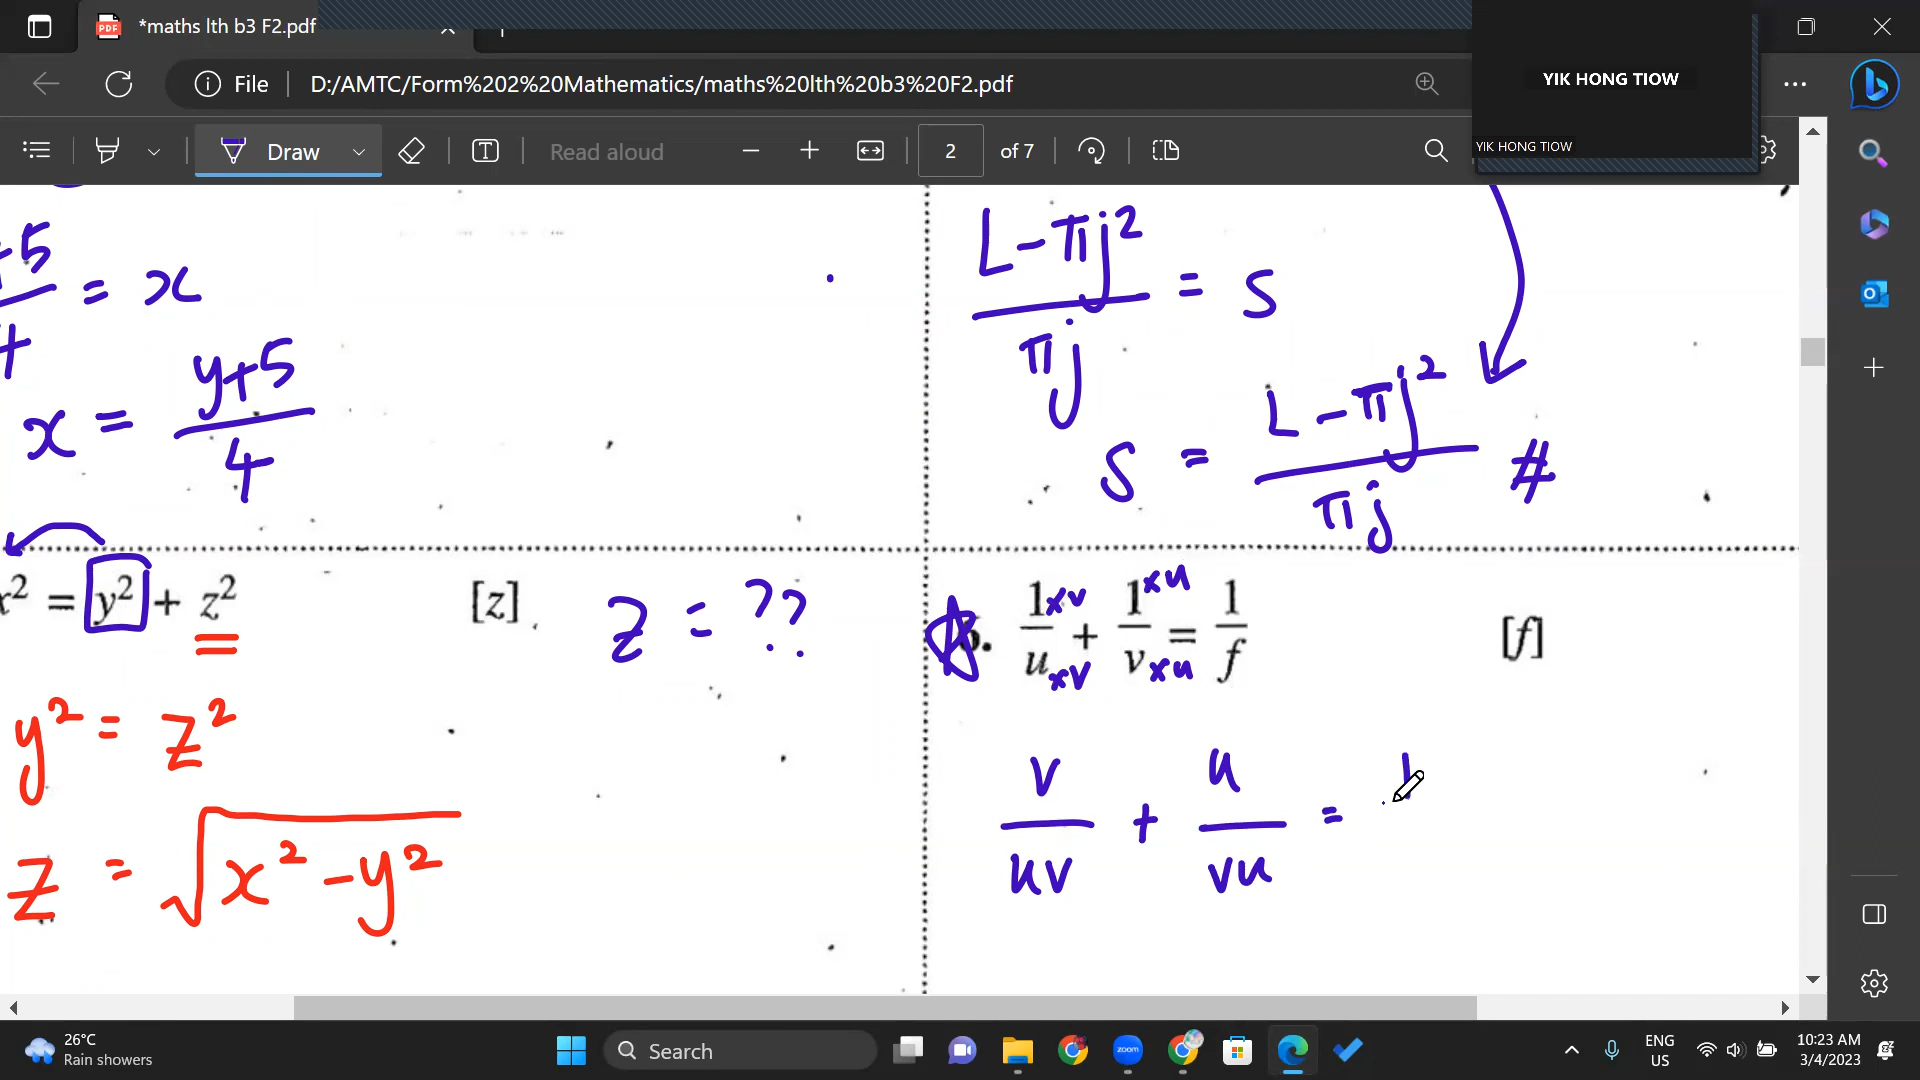 *maths lth b3 F2.pdf
File
D:/AMTC/Form%202%20Mathematics/maths%20lth%20b3%20F2.pdf
YIK HONG TIOW
YIK HONG TIOW
Draw
Read aloud
2 of 7
+5/4 = x
x = (y+5)/4
(L-πj²)/(πj) = s
s = (L-πj²)/(πj) #
x² = y² + z² [z]
z = ??
y² = z²
z = √(x²-y²)
1/u + 1/v = 1/f [f]
×v ×u
×v ×u
v/uv + u/vu =
26°C
Rain showers
Search
zoom
ENG
US
10:23 AM
3/4/2023